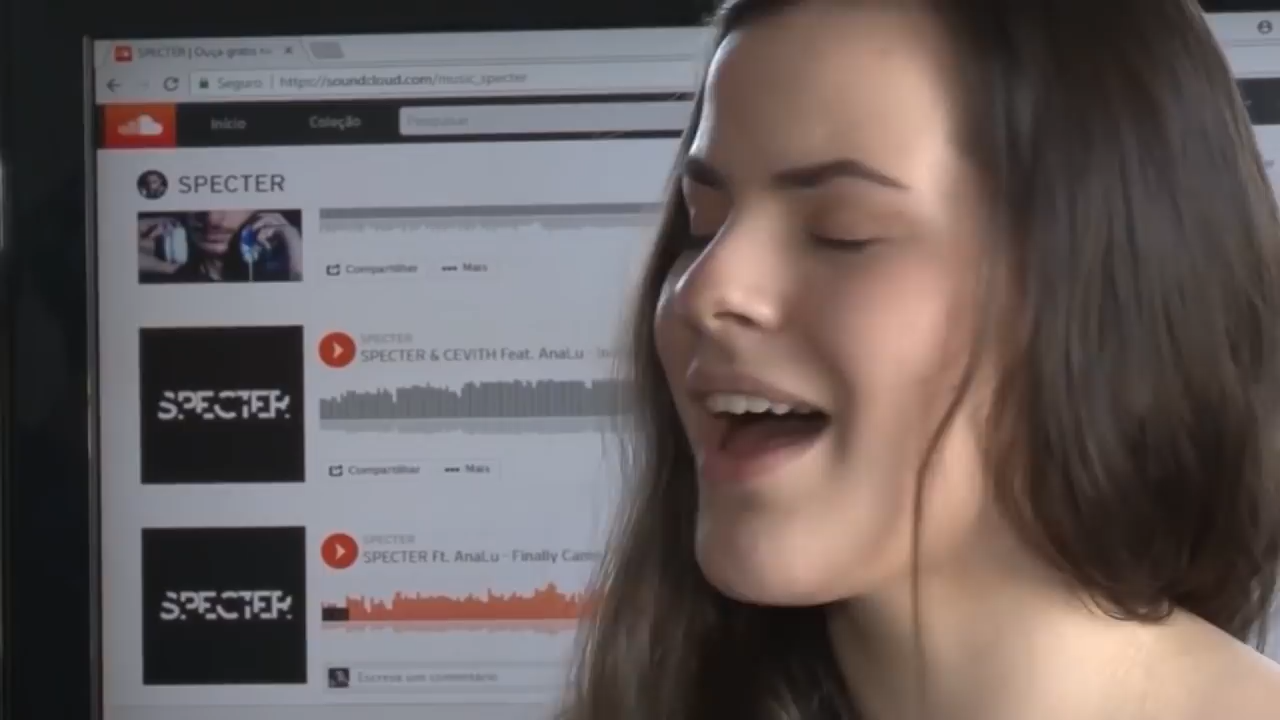 SPECTER | Ouça grátis
Seguro | https://soundcloud.com/music_specter
Início Coleção Pesquisar
SPECTER
Compartilhar ••• Mais
SPECTER
SPECTER & CEVITH Feat. AnaLu
SPECTER
Compartilhar ••• Mais
SPECTER
SPECTER Ft. AnaLu - Finally
SPECTER
Escreva um comentário